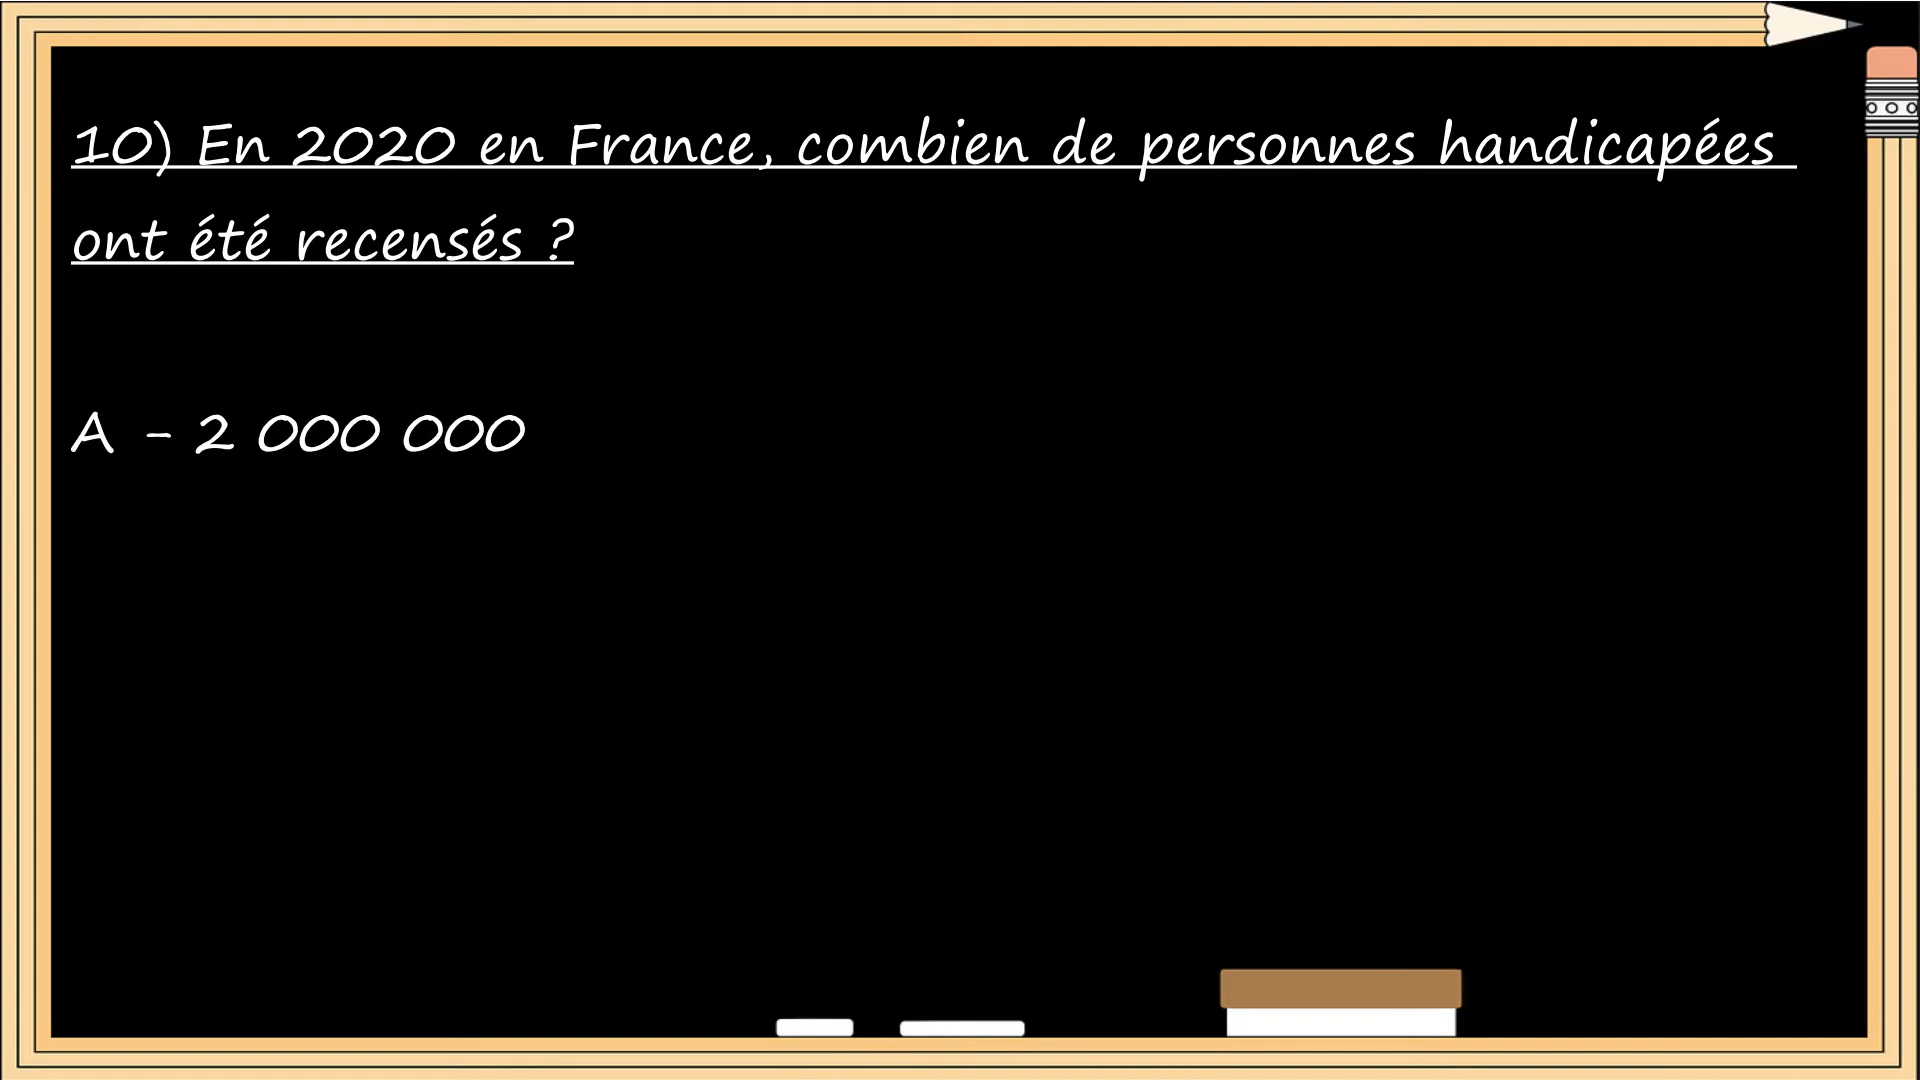 10) En 2020 en France, combien de personnes handicapées
ont été recensés ?
A - 2 000 000